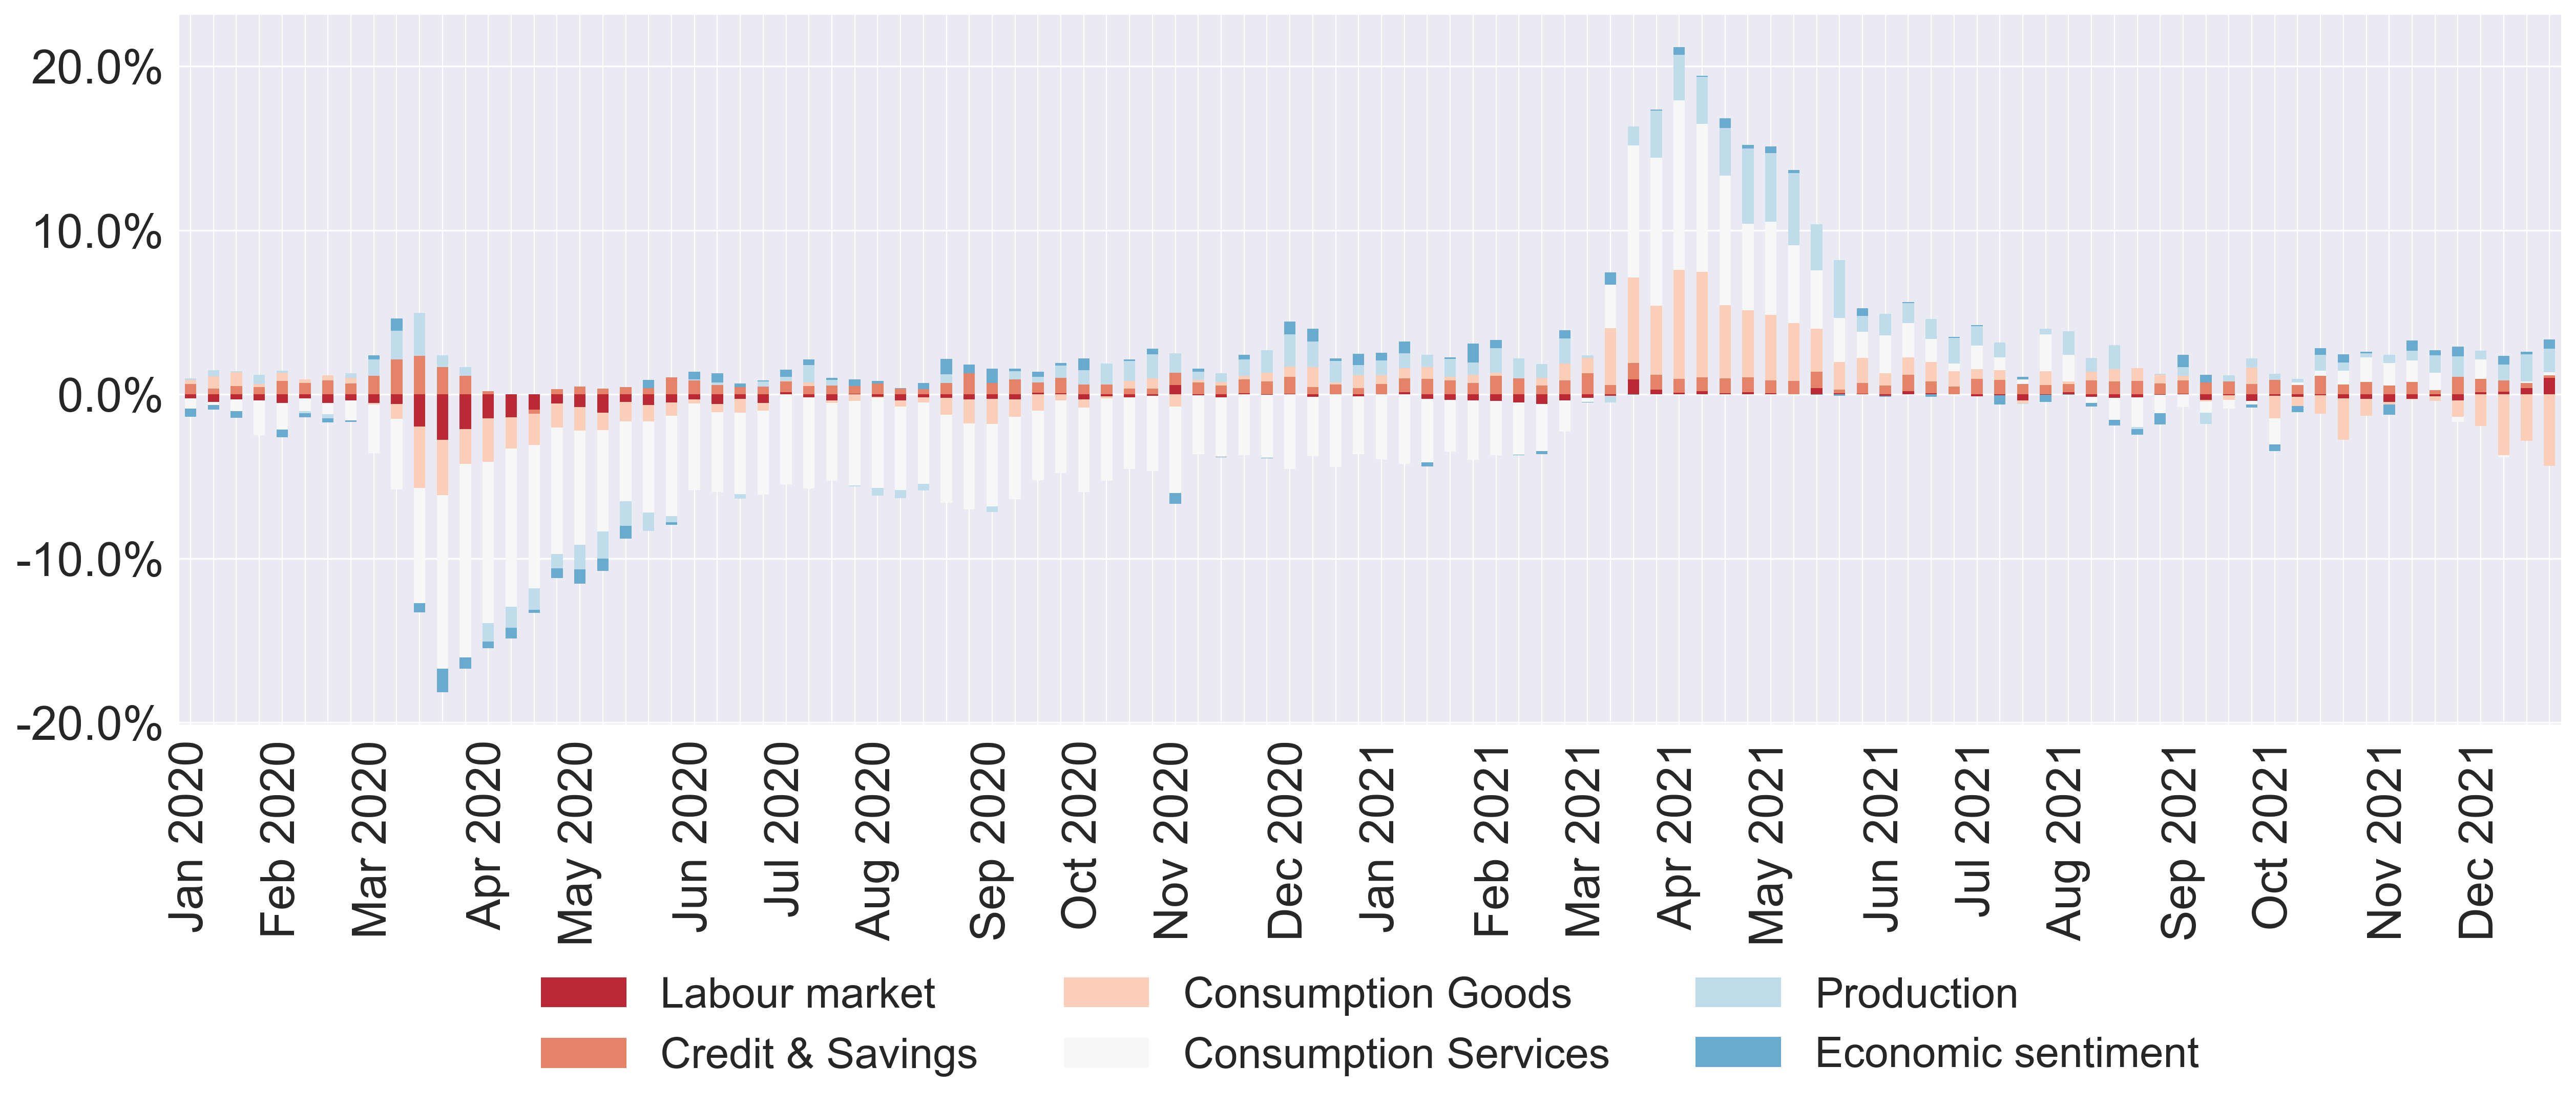 20.0%
10.0%
0.0%
-10.0%
-20.0%
Jan 2020
Feb 2020
Mar 2020
Apr 2020
May 2020
Jun 2020
Jul 2020
Aug 2020
Sep 2020
Oct 2020
Nov 2020
Dec 2020
Jan 2021
Feb 2021
Mar 2021
Apr 2021
May 2021
Jun 2021
Jul 2021
Aug 2021
Sep 2021
Oct 2021
Nov 2021
Dec 2021
Labour market
Consumption Goods
Production
Credit & Savings
Consumption Services
Economic sentiment